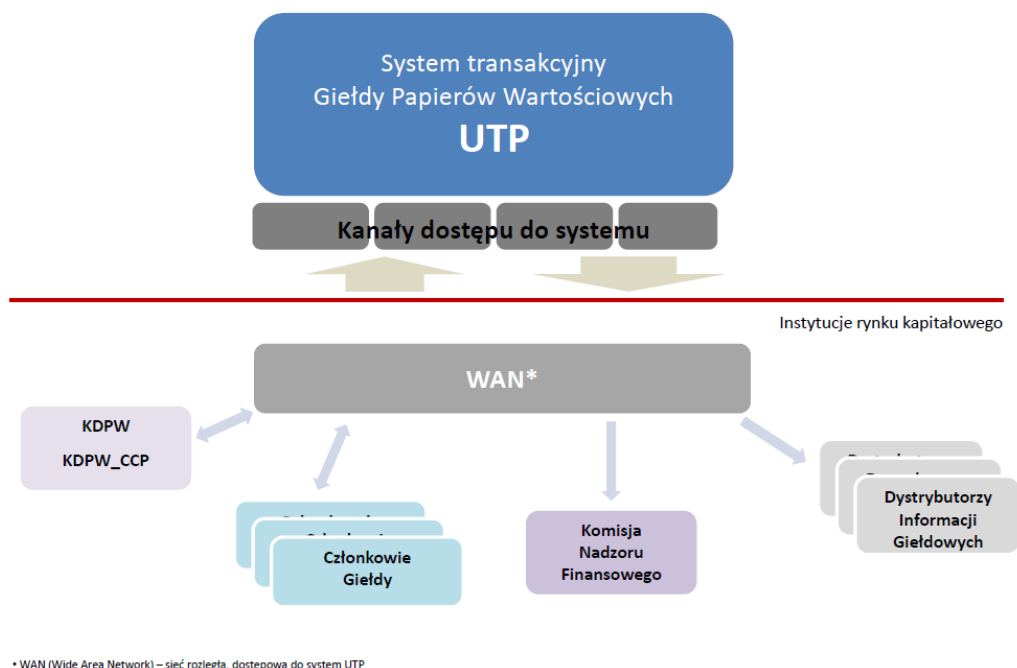 System transakcyjny
Giełdy Papierów Wartościowych
UTP
Kanały dostępu do systemu
Instytucje rynku kapitałowego
WAN*
KDPW
KDPW_CCP
Członkowie
Giełdy
Komisja
Nadzoru
Finansowego
Dystrybutorzy
Informacji
Giełdowych
• WAN (Wide Area Network) – sieć rozległa, dostępowa do system UTP